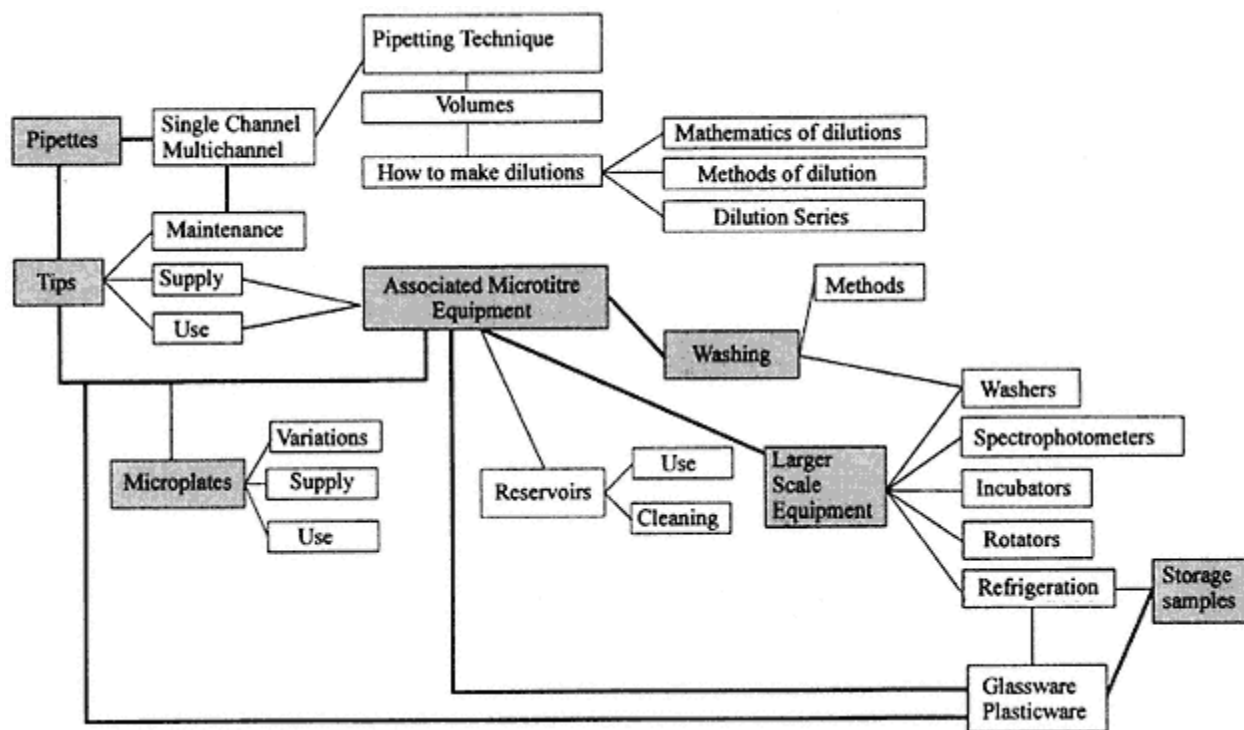 Pipetting Technique
Volumes
Pipettes
Single Channel
Multichannel
How to make dilutions
Mathematics of dilutions
Methods of dilution
Dilution Series
Maintenance
Tips
Supply
Use
Associated Microtitre
Equipment
Methods
Washing
Washers
Spectrophotometers
Incubators
Rotators
Refrigeration
Larger
Scale
Equipment
Variations
Microplates
Supply
Use
Reservoirs
Use
Cleaning
Storage
samples
Glassware
Plasticware